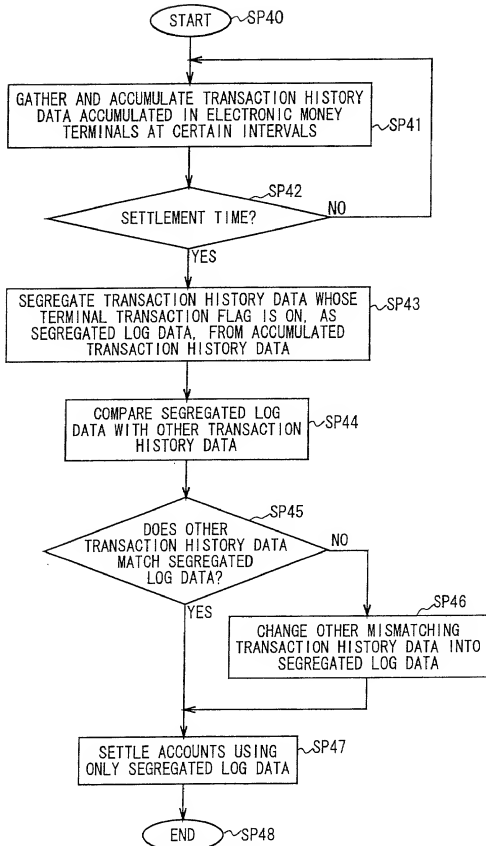 START
SP40
GATHER AND ACCUMULATE TRANSACTION HISTORY
DATA ACCUMULATED IN ELECTRONIC MONEY
TERMINALS AT CERTAIN INTERVALS
SP41
SP42
SETTLEMENT TIME?
NO
YES
SEGREGATE TRANSACTION HISTORY DATA WHOSE
TERMINAL TRANSACTION FLAG IS ON, AS
SEGREGATED LOG DATA, FROM ACCUMULATED
TRANSACTION HISTORY DATA
SP43
COMPARE SEGREGATED LOG
DATA WITH OTHER TRANSACTION
HISTORY DATA
SP44
SP45
DOES OTHER
TRANSACTION HISTORY DATA
MATCH SEGREGATED
LOG DATA?
NO
YES
SP46
CHANGE OTHER MISMATCHING
TRANSACTION HISTORY DATA INTO
SEGREGATED LOG DATA
SETTLE ACCOUNTS USING
ONLY SEGREGATED LOG DATA
SP47
END
SP48